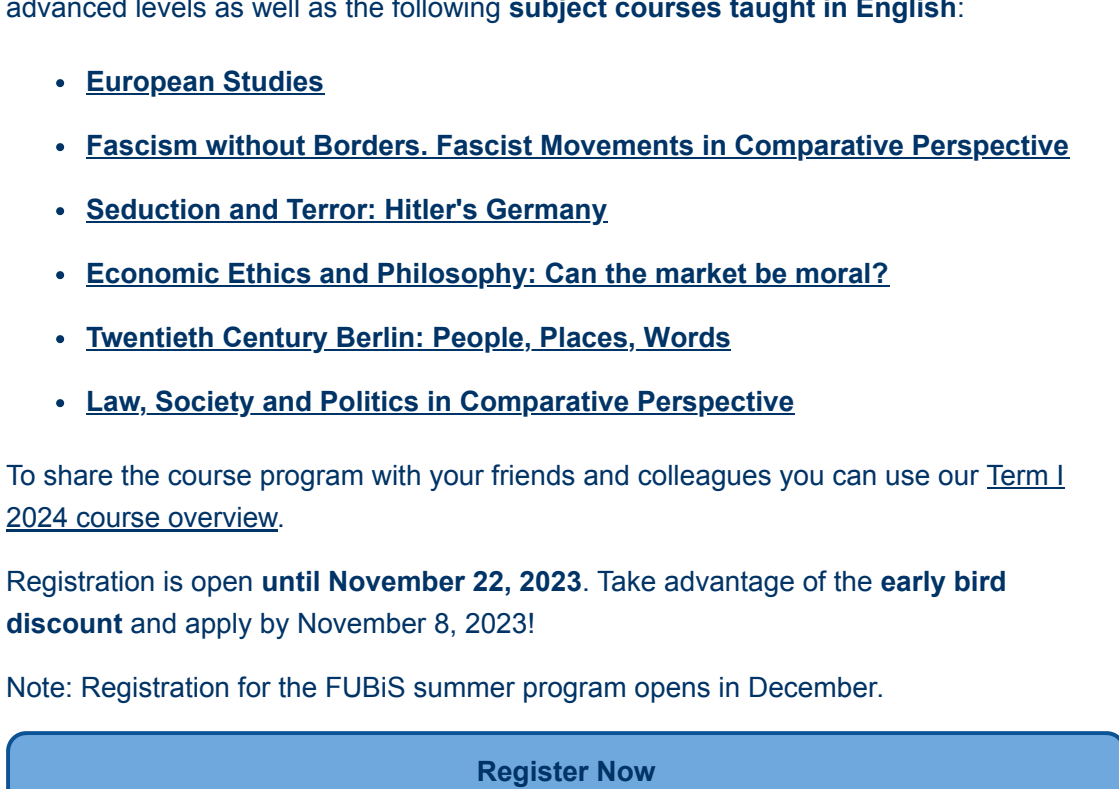 advanced levels as well as the following subject courses taught in English:
• European Studies
• Fascism without Borders. Fascist Movements in Comparative Perspective
• Seduction and Terror: Hitler's Germany
• Economic Ethics and Philosophy: Can the market be moral?
• Twentieth Century Berlin: People, Places, Words
• Law, Society and Politics in Comparative Perspective
To share the course program with your friends and colleagues you can use our Term I
2024 course overview.
Registration is open until November 22, 2023. Take advantage of the early bird
discount and apply by November 8, 2023!
Note: Registration for the FUBiS summer program opens in December.
Register Now